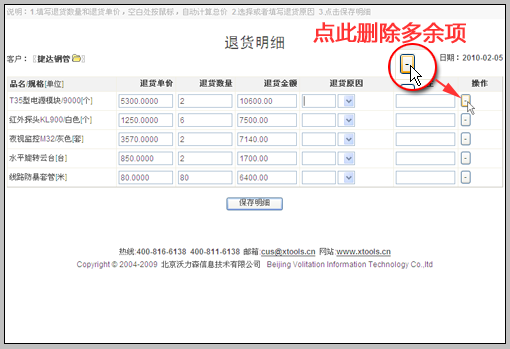 说明：1.填写退货数量和退货单价，空白处按鼠标，自动计算总价 2.选择或者填写退货原因 3.点击保存明细
退货明细
点此删除多余项
客户： 〖捷达钢管〗
日期：2010-02-05
-
品名/规格[单位] 退货单价 退货数量 退货金额 退货原因 操作
T35型电源模块/9000[个] 5300.0000 2 10600.00 -
红外探头KL900/白色[个] 1250.0000 6 7500.00 -
夜视监控M32/灰色[套] 3570.0000 2 7140.00 -
水平旋转云台[台] 850.0000 2 1700.00 -
线路防暴套管[米] 80.0000 80 6400.00 -
保存明细
热线:400-816-6138 400-811-6138 邮箱:cus@xtools.cn 网站:www.xtools.cn
Copyright © 2004-2009 北京沃力森信息技术有限公司 Beijing Volitation Information Technology Co.,ltd